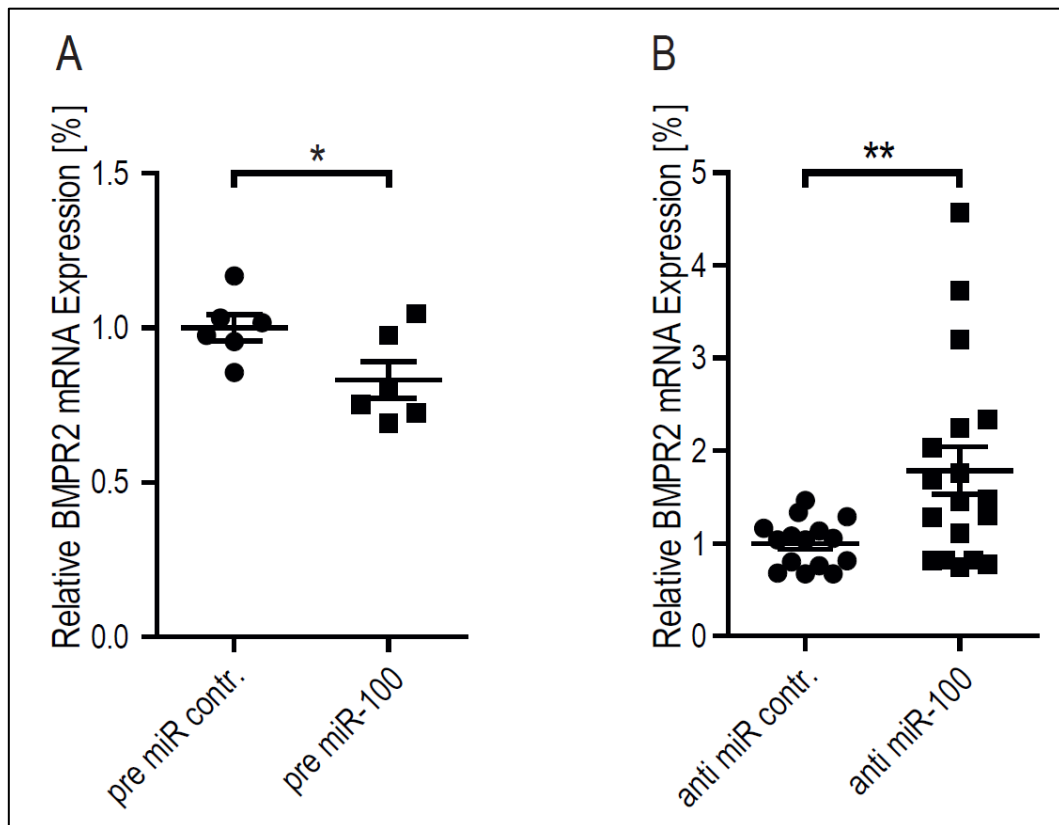 A
Relative BMPR2 mRNA Expression [%]
1.5
1.0
0.5
0.0
*
pre miR contr.
pre miR-100
B
Relative BMPR2 mRNA Expression [%]
5
4
3
2
1
0
**
anti miR contr.
anti miR-100